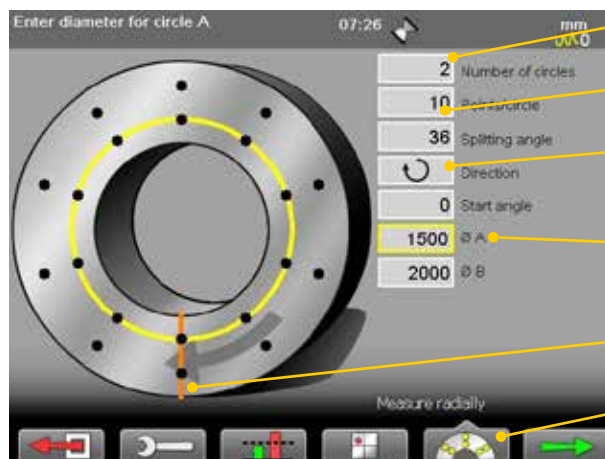 Enter diameter for circle A 07:26 mm
0
2 Number of circles
10 Points/circle
36 Splitting angle
Direction
0 Start angle
1500 Ø A
2000 Ø B
Measure radially